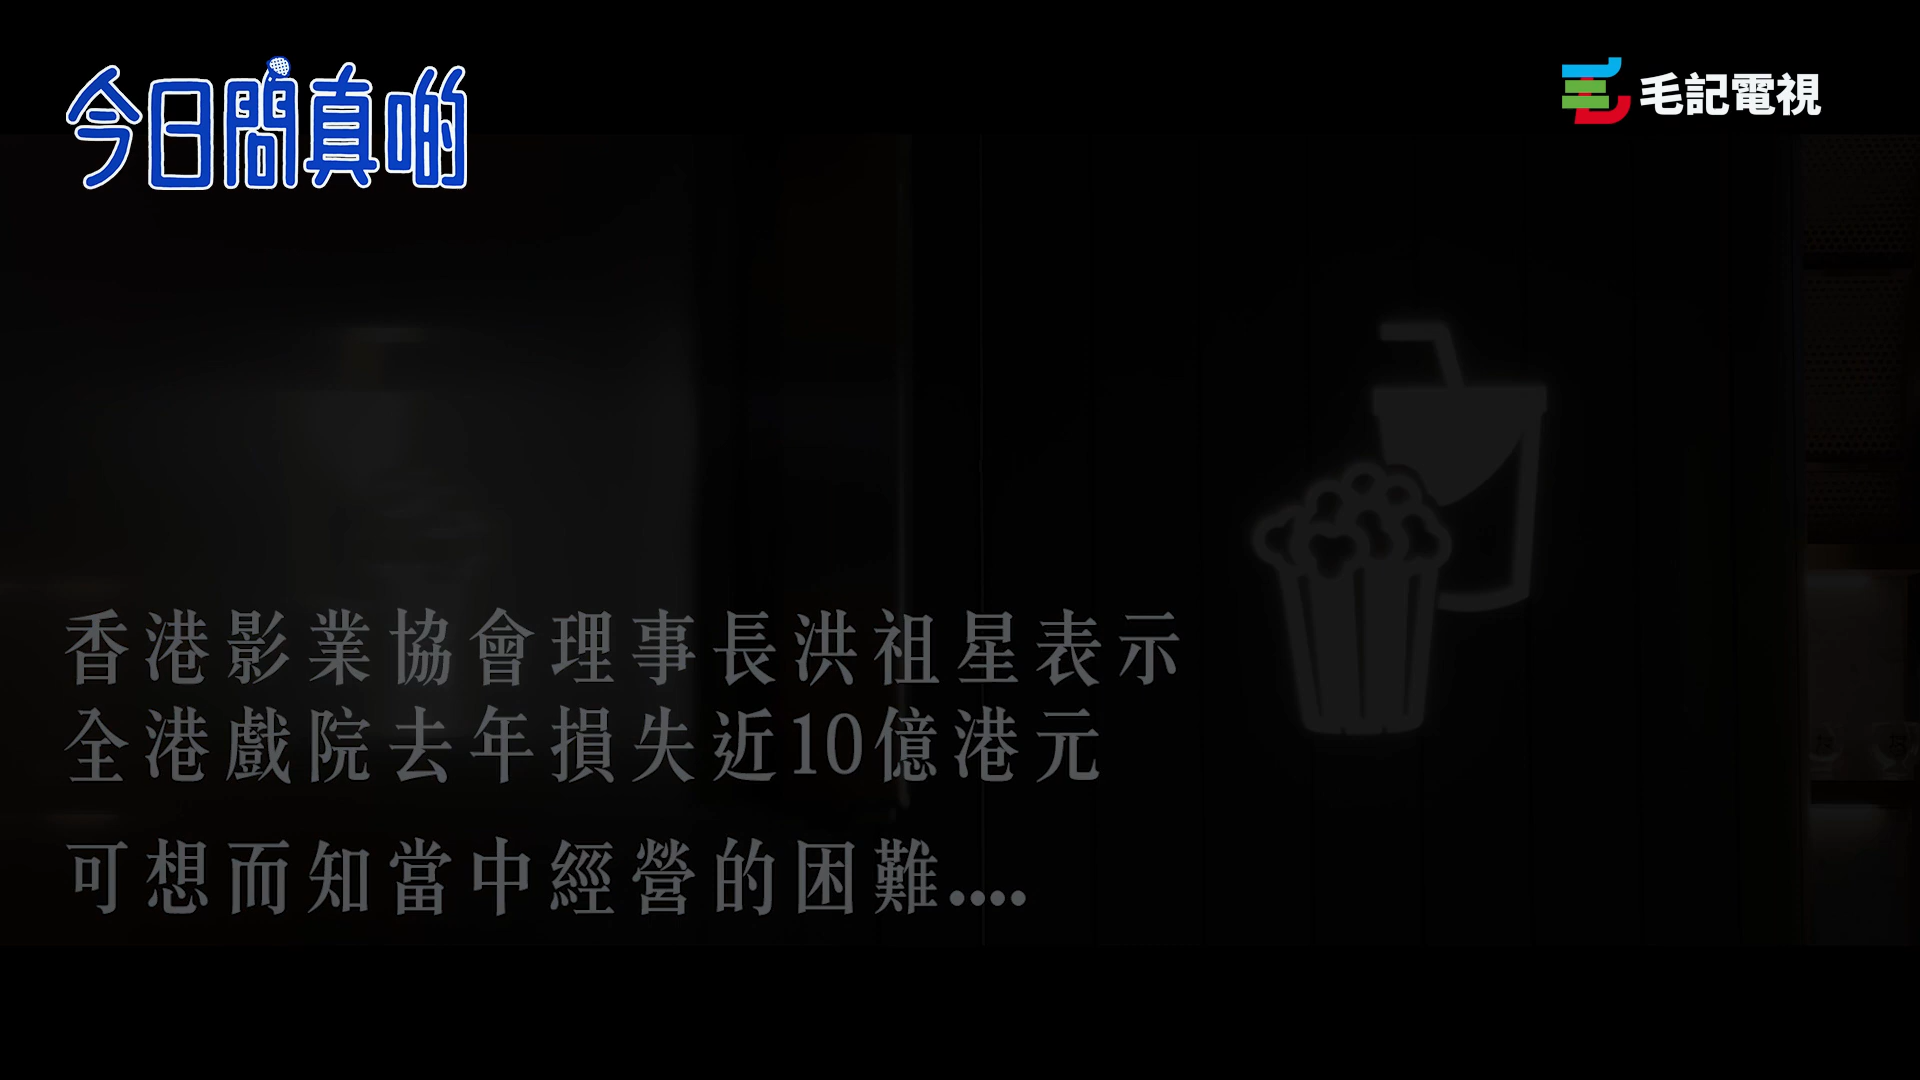 今日問真啲
毛記電視
香港影業協會理事長洪祖星表示
全港戲院去年損失近10億港元
可想而知當中經營的困難....